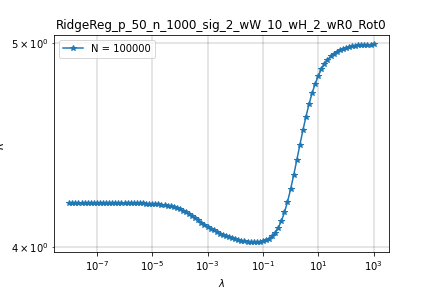 RidgeReg_p_50_n_1000_sig_2_wW_10_wH_2_wR0_Rot0
N = 100000
5 × 10⁰
4 × 10⁰
10⁻⁷ 10⁻⁵ 10⁻³ 10⁻¹ 10¹ 10³
λ